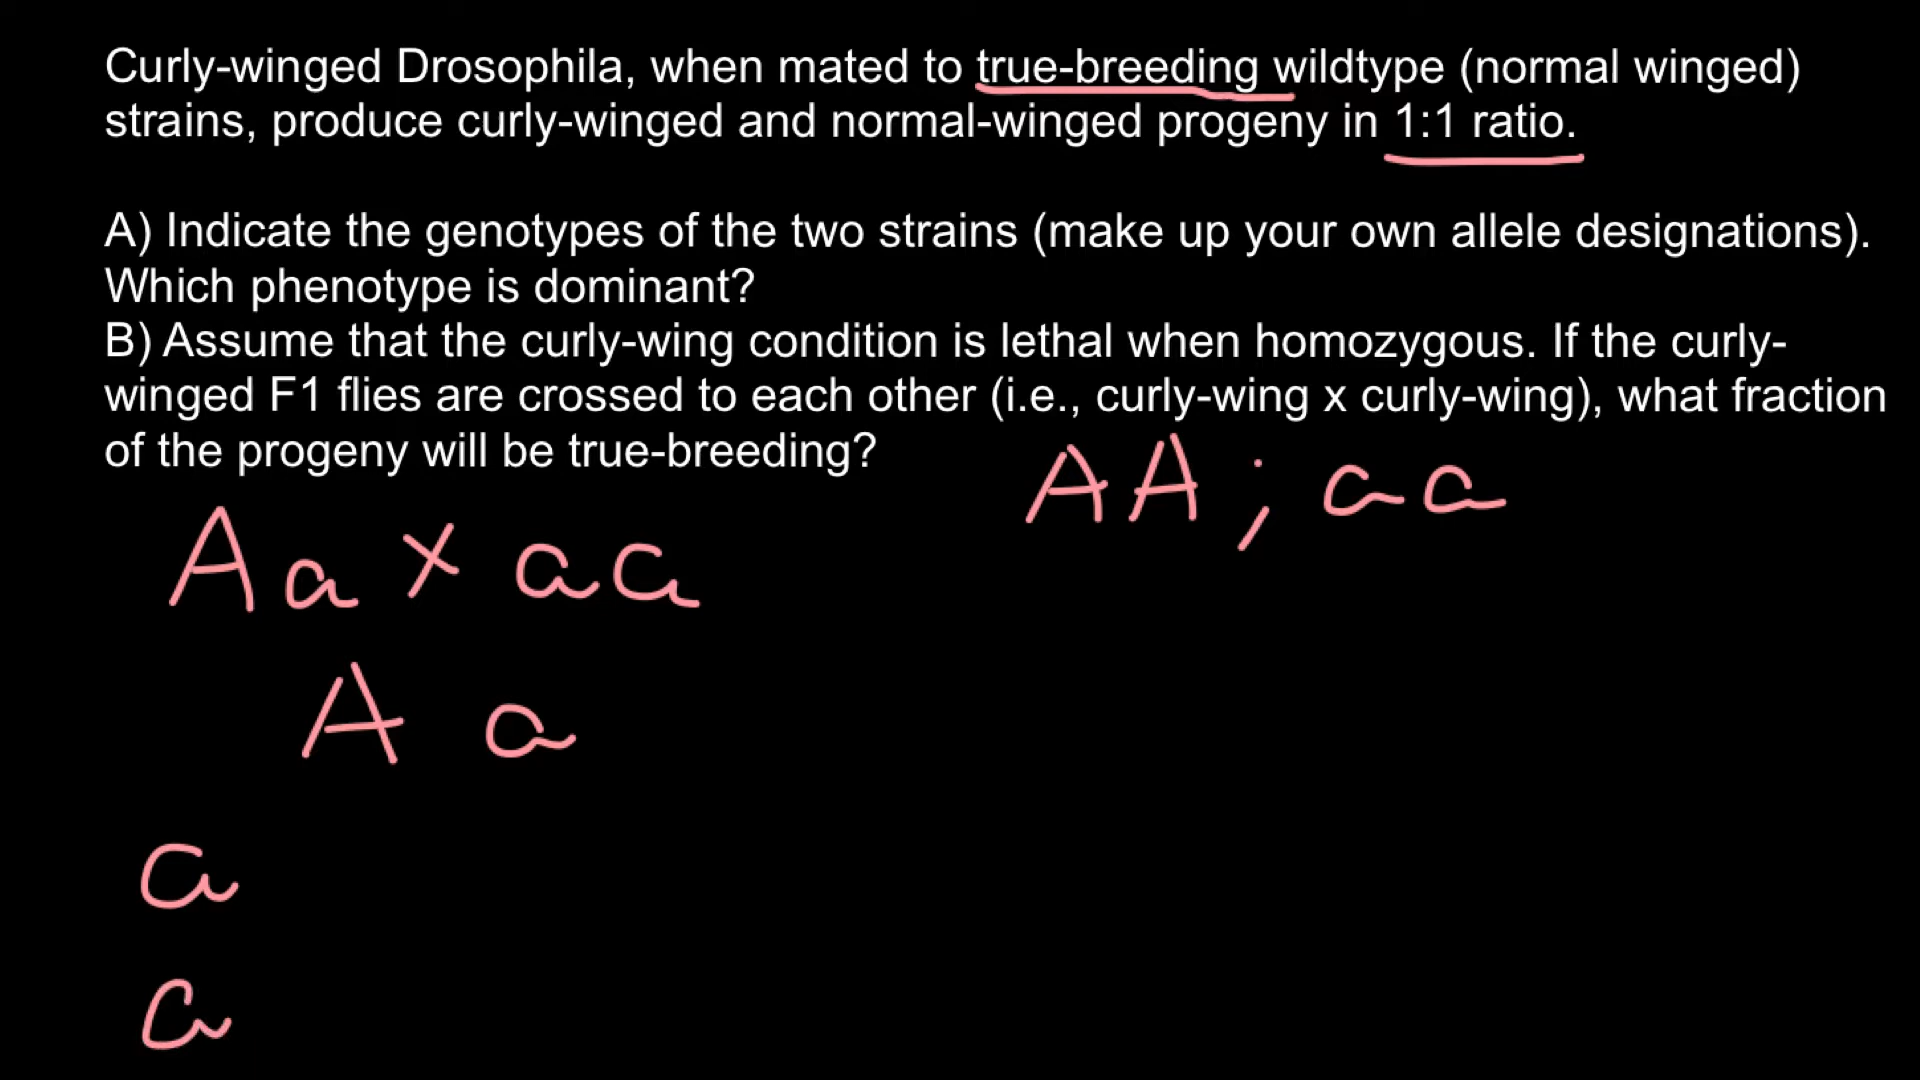 Curly-winged Drosophila, when mated to true-breeding wildtype (normal winged)
strains, produce curly-winged and normal-winged progeny in 1:1 ratio.
A) Indicate the genotypes of the two strains (make up your own allele designations).
Which phenotype is dominant?
B) Assume that the curly-wing condition is lethal when homozygous. If the curly-
winged F1 flies are crossed to each other (i.e., curly-wing x curly-wing), what fraction
of the progeny will be true-breeding?
AA ; aa
Aa x aa
A a
a
a